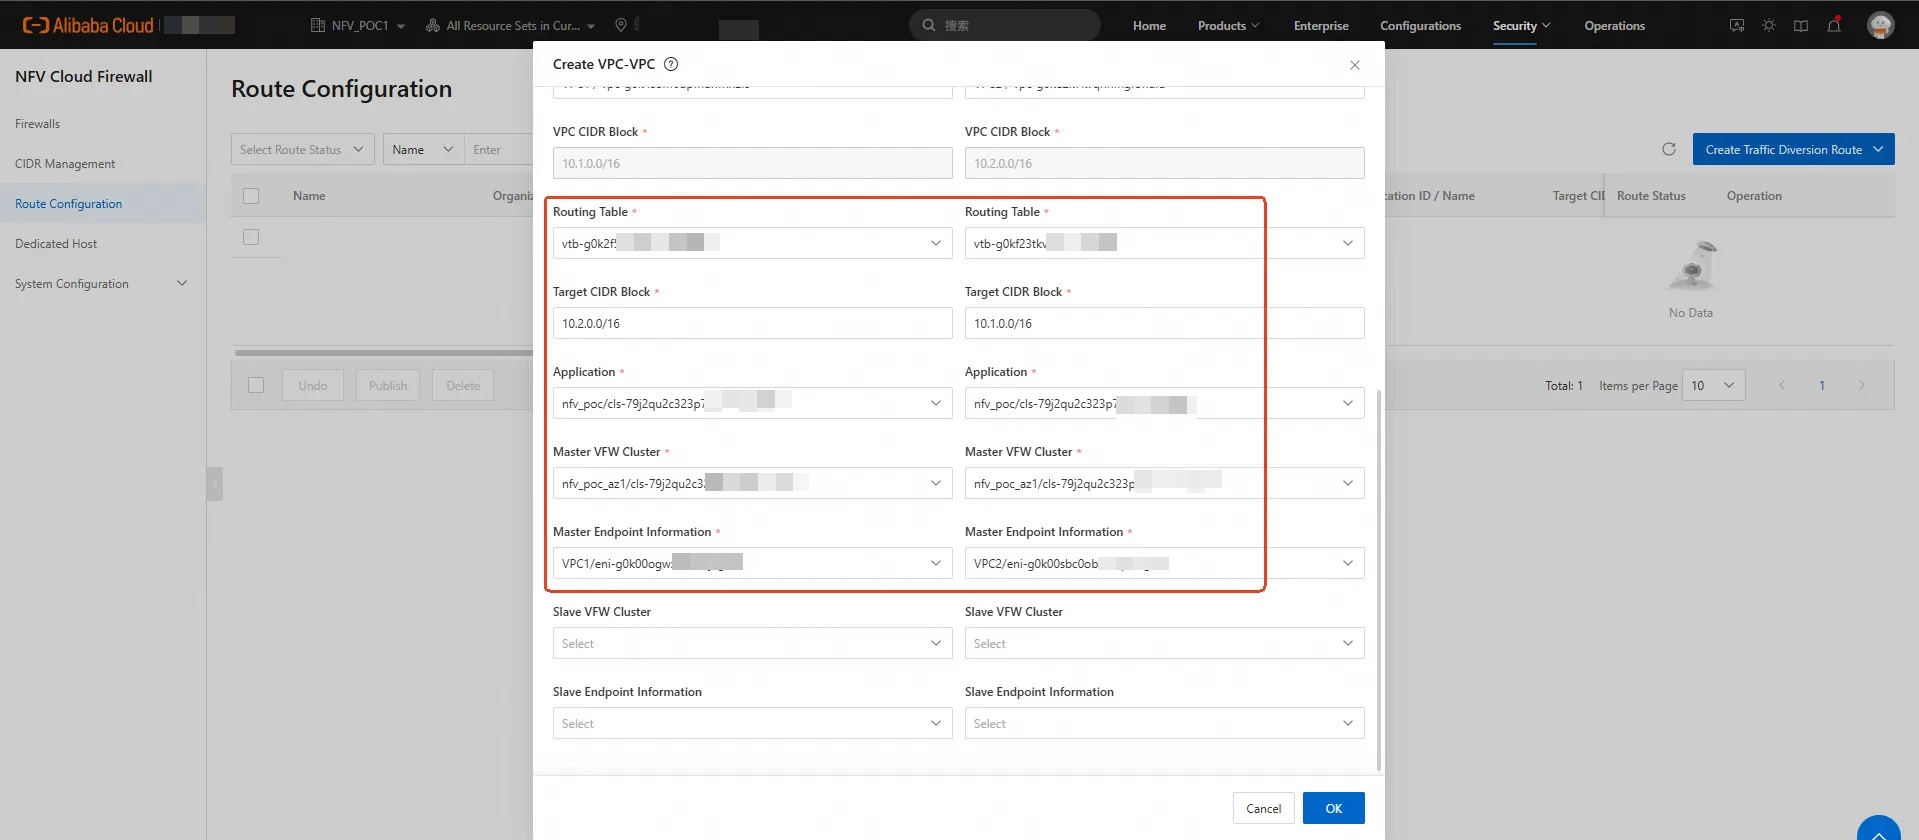 Alibaba Cloud
NFV_POC1
All Resource Sets in Cur...
搜索
Home
Products
Enterprise
Configurations
Security
Operations
NFV Cloud Firewall
Firewalls
CIDR Management
Route Configuration
Dedicated Host
System Configuration
Route Configuration
Select Route Status
Name
Enter
Create Traffic Diversion Route
Name
Organiz
cation ID / Name
Target CID
Route Status
Operation
No Data
Undo
Publish
Delete
Total: 1
Items per Page
10
1
Create VPC-VPC
VPC CIDR Block *
VPC CIDR Block *
10.1.0.0/16
10.2.0.0/16
Routing Table *
Routing Table *
vtb-g0k2f
vtb-g0kf23tkv
Target CIDR Block *
Target CIDR Block *
10.2.0.0/16
10.1.0.0/16
Application *
Application *
nfv_poc/cls-79j2qu2c323p7
nfv_poc/cls-79j2qu2c323p7
Master VFW Cluster *
Master VFW Cluster *
nfv_poc_az1/cls-79j2qu2c3
nfv_poc_az1/cls-79j2qu2c323p
Master Endpoint Information *
Master Endpoint Information *
VPC1/eni-g0k00ogw
VPC2/eni-g0k00sbc0ob
Slave VFW Cluster
Slave VFW Cluster
Select
Select
Slave Endpoint Information
Slave Endpoint Information
Select
Select
Cancel
OK